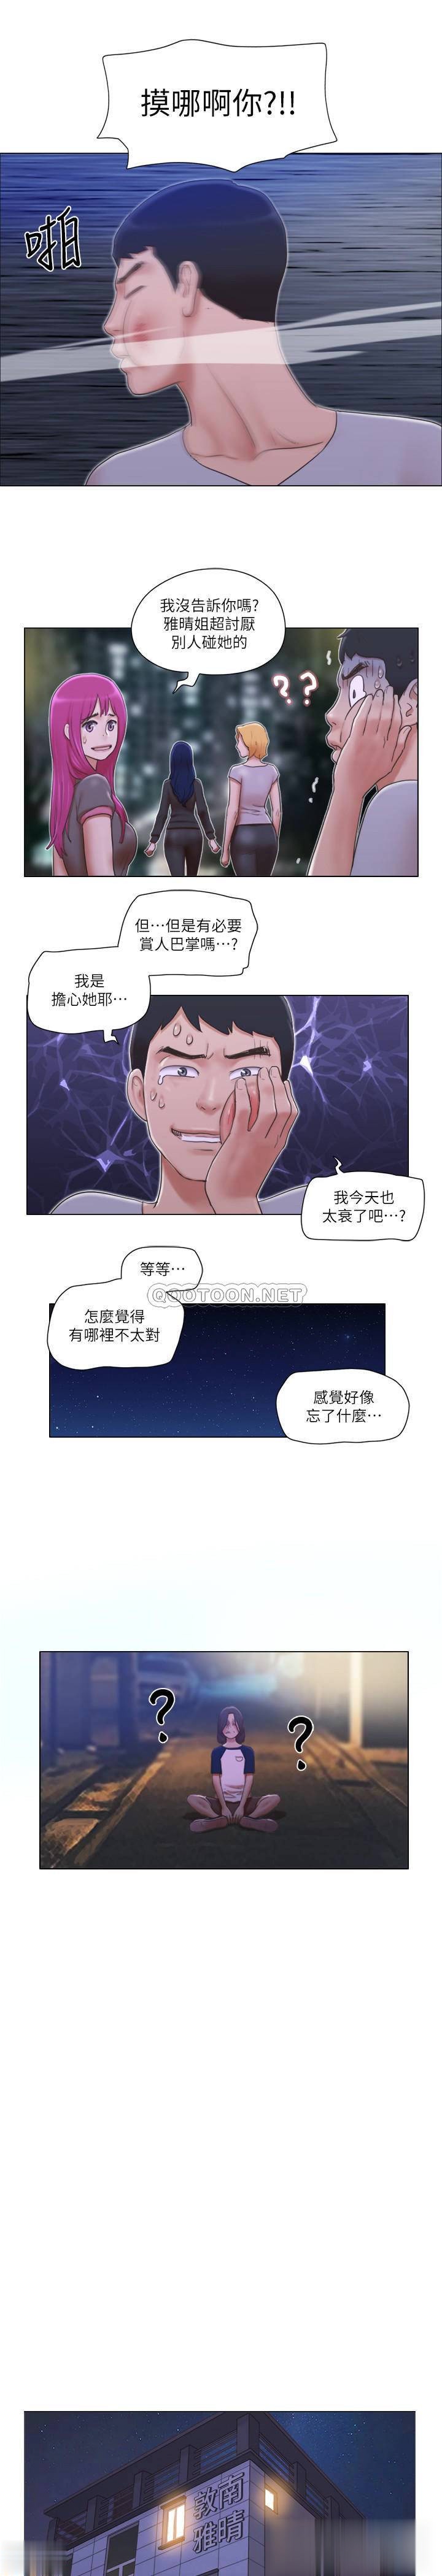 摸哪啊你?!!
啪
我沒告訴你嗎?
雅晴姐超討厭
別人碰她的
??
但…但是有必要
賞人巴掌嗎…?
我是
擔心她耶…
我今天也
太衰了吧…?
等等…
QTOTOON.NET
怎麼覺得
有哪裡不太對
感覺好像
忘了什麼…
?
?
敦南
雅晴